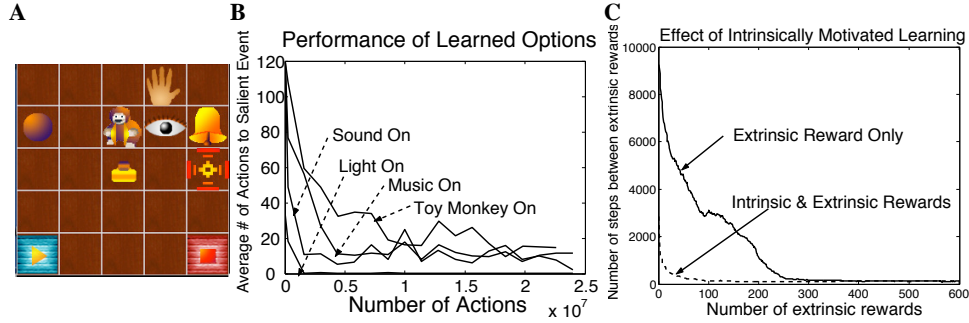 A
B
Performance of Learned Options
Average # of Actions to Salient Event
120
100
80
60
40
20
0
Sound On
Light On
Music On
Toy Monkey On
0 0.5 1 1.5 2 2.5
Number of Actions
x 10^7
C
Effect of Intrinsically Motivated Learning
Number of steps between extrinsic rewards
10000
8000
6000
4000
2000
0
Extrinsic Reward Only
Intrinsic & Extrinsic Rewards
0 100 200 300 400 500 600
Number of extrinsic rewards